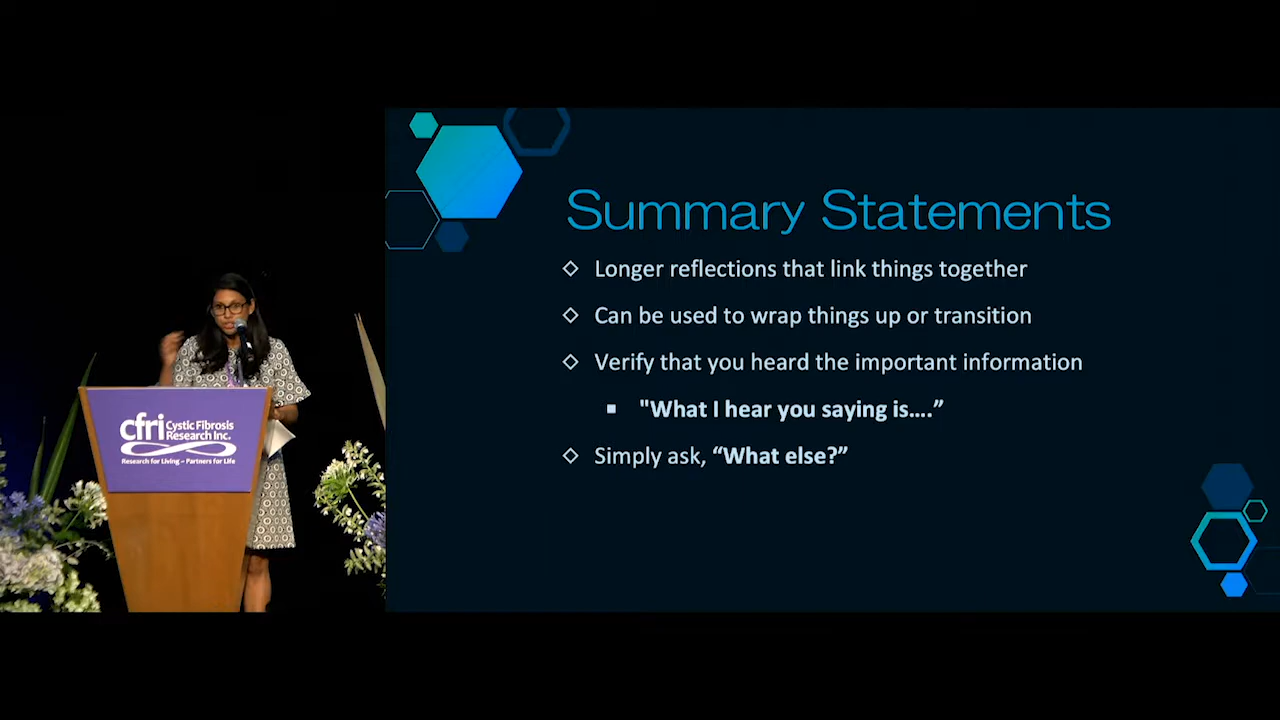 cfri Cystic Fibrosis
Research Inc.
Research for Living ~ Partners for Life
Summary Statements
Longer reflections that link things together
Can be used to wrap things up or transition
Verify that you heard the important information
"What I hear you saying is….”
Simply ask, “What else?”